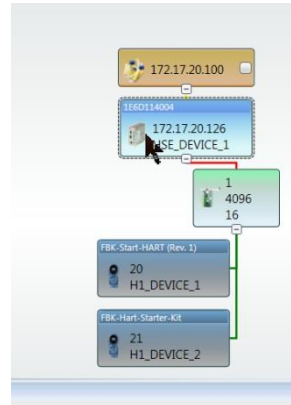 172.17.20.100
1E6D114004
172.17.20.126
HSE_DEVICE_1
1
4096
16
FBK-Start-HART (Rev. 1)
20
H1_DEVICE_1
FBK-Hart-Starter-Kit
21
H1_DEVICE_2